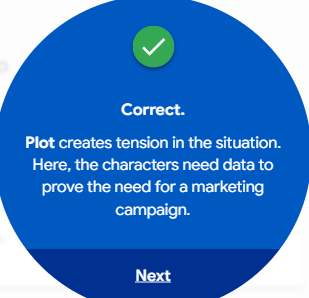 Correct.
Plot creates tension in the situation.
Here, the characters need data to
prove the need for a marketing
campaign.
Next